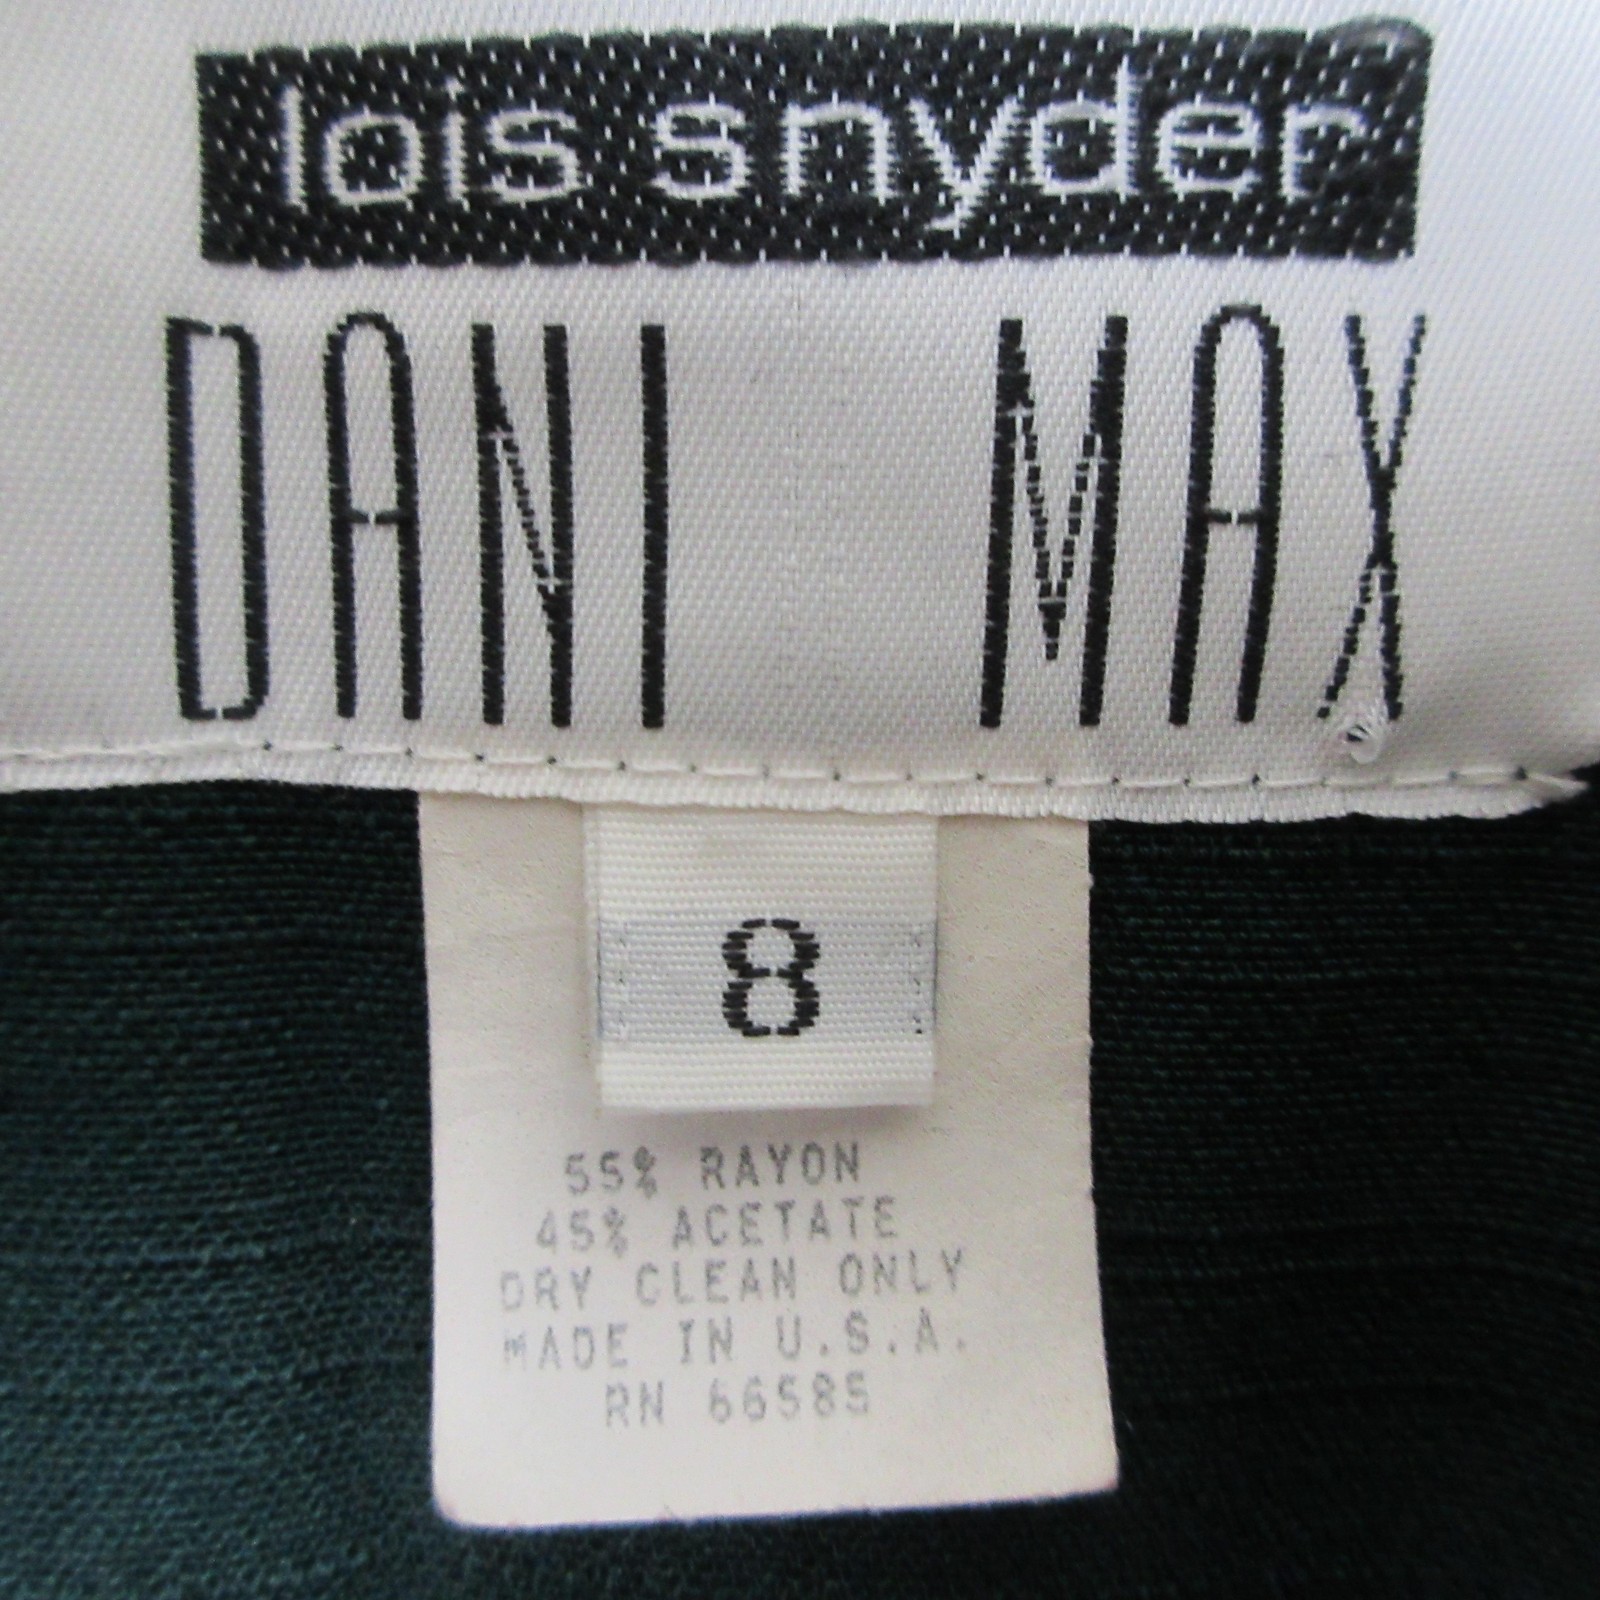 lois snyder
DANI MAX
8
55% RAYON
45% ACETATE
DRY CLEAN ONLY
MADE IN U.S.A.
RN 66585